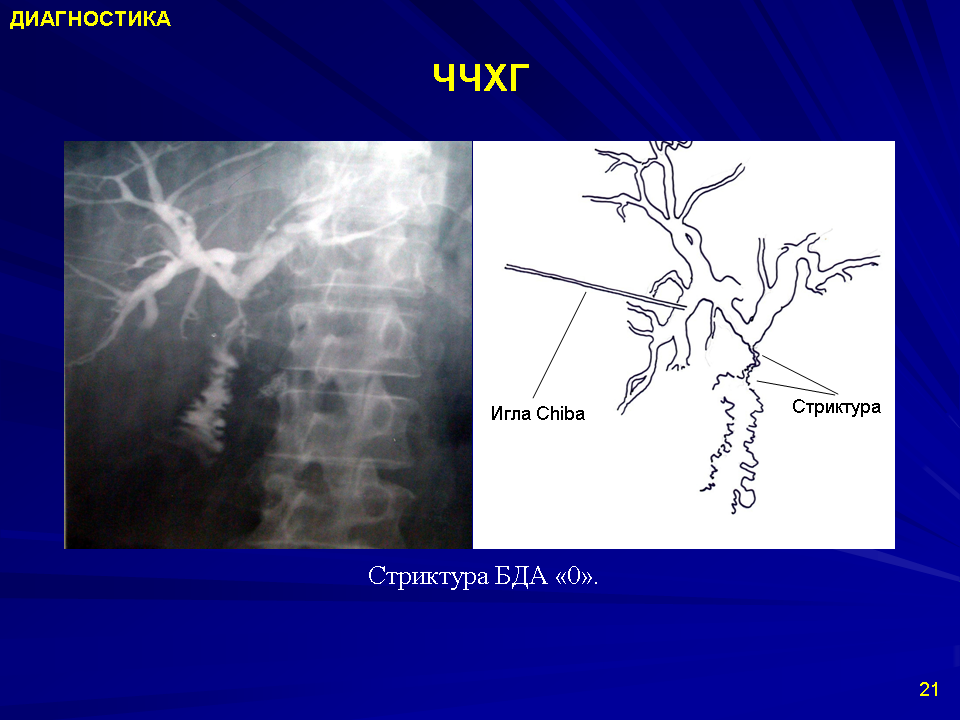 ДИАГНОСТИКА
ЧЧХГ
Игла Chiba
Стриктура
Стриктура БДА «0».
21